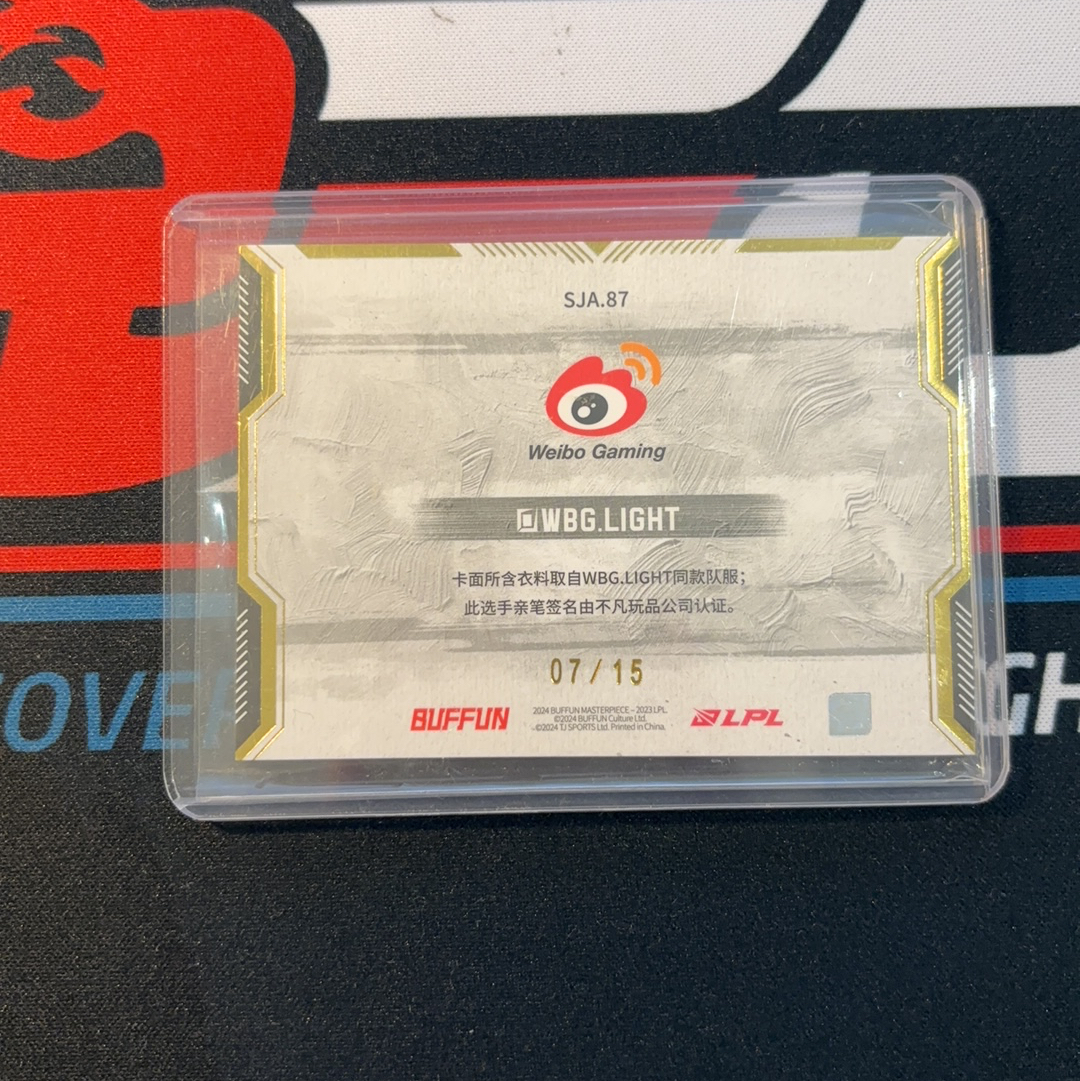 SJA.87
Weibo Gaming
WBG.LIGHT
卡面所含衣料取自WBG.LIGHT同款队服；
此选手亲笔签名由不凡玩品公司认证。
07/15
BUFFUN
2024 BUFFUN MASTERPIECE – 2023 LPL.
©2024 BUFFUN Culture Ltd.
©2024 TJ SPORTS Ltd. Printed in China.
LPL